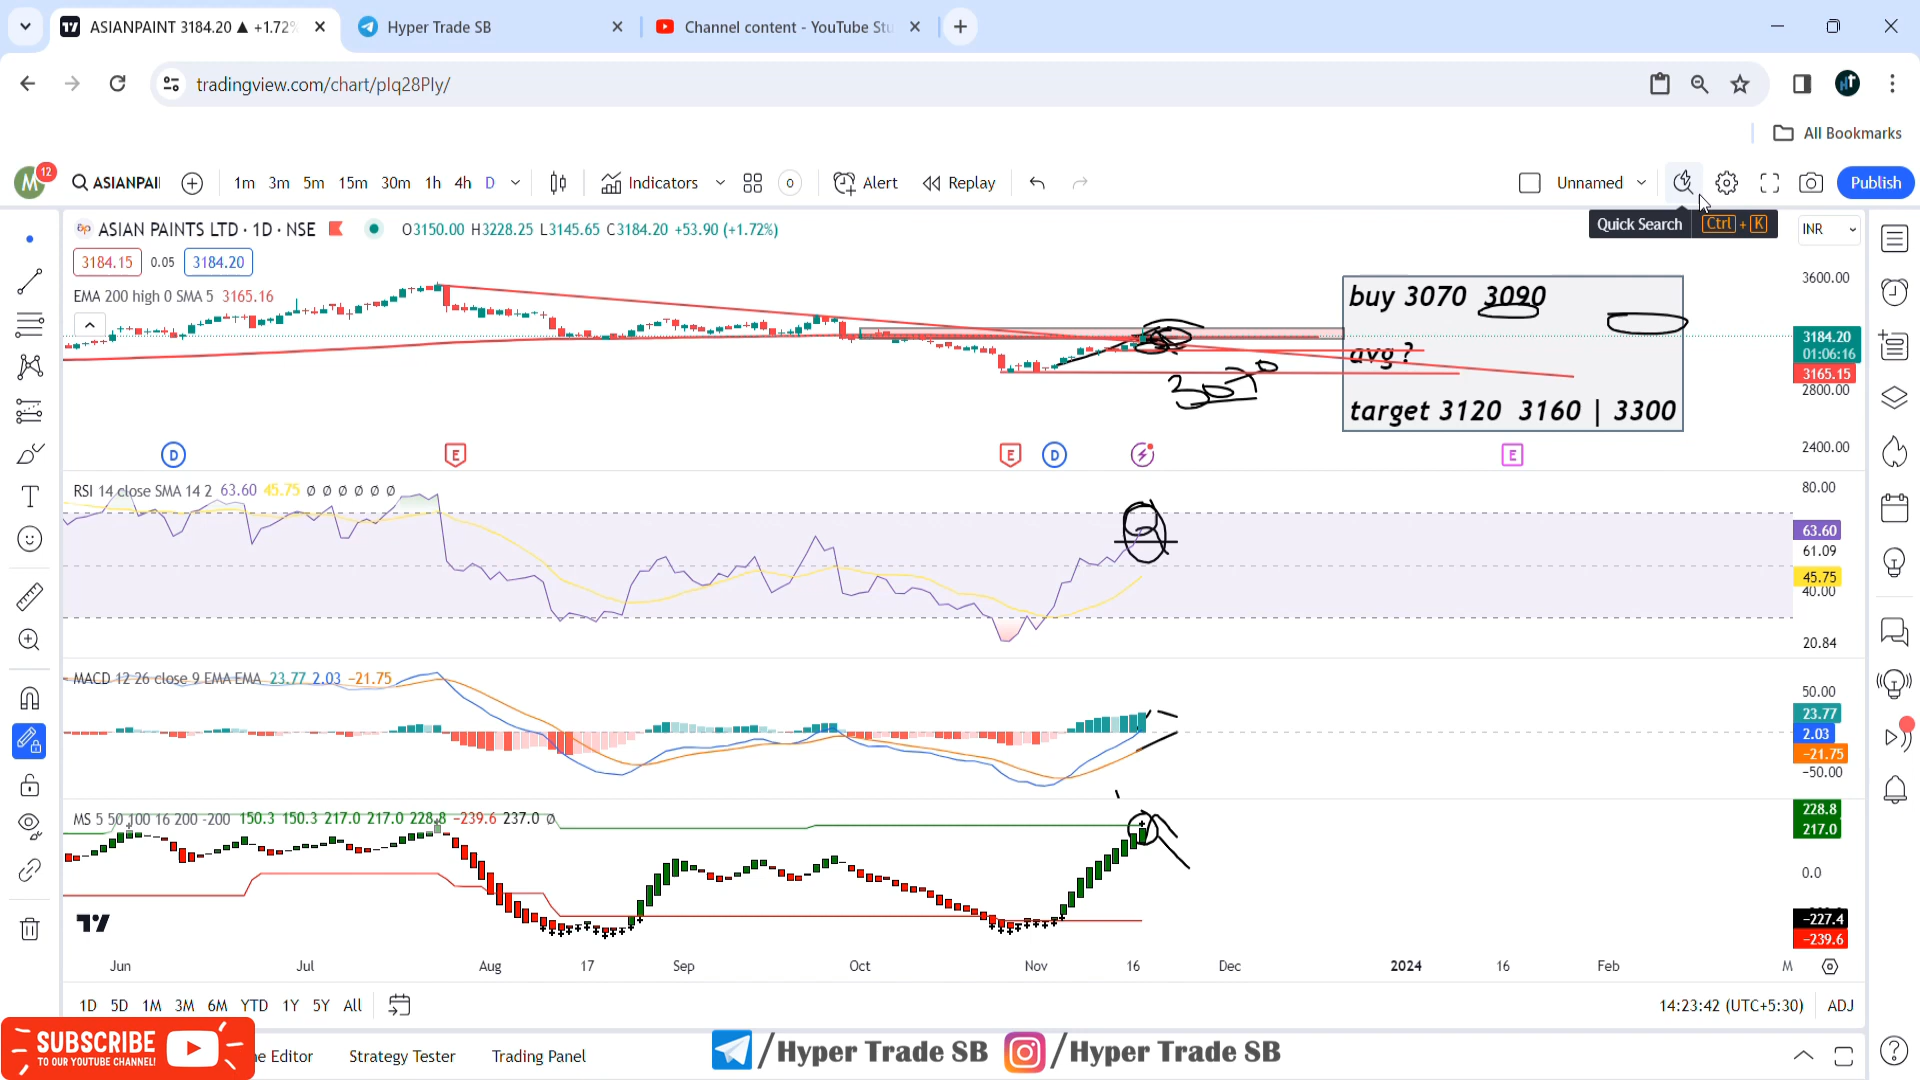 ASIANPAINT 3184.20 ▲ +1.72%
Hyper Trade SB
Channel content - YouTube Stu
tradingview.com/chart/pIq28PIy/
All Bookmarks
M 12
ASIANPAI
1m 3m 5m 15m 30m 1h 4h D
Indicators
0
Alert
Replay
Unnamed
Publish
Quick Search Ctrl + K
ASIAN PAINTS LTD · 1D · NSE
O3150.00 H3228.25 L3145.65 C3184.20 +53.90 (+1.72%)
INR
3184.15 0.05 3184.20
EMA 200 high 0 SMA 5 3165.16
3600.00
3184.20
01:06:16
3165.15
2800.00
2400.00
buy 3070 3090
avg ?
target 3120 3160 | 3300
3070
D E E D E
RSI 14 close SMA 14 2 63.60 45.75 ø ø ø ø ø ø
80.00
63.60
61.09
45.75
40.00
20.84
MACD 12 26 close 9 EMA EMA 23.77 2.03 −21.75
50.00
23.77
2.03
−21.75
−50.00
MS 5 50 100 16 200 -200 150.3 150.3 217.0 217.0 228.8 −239.6 237.0 ø
228.8
217.0
0.0
−227.4
−239.6
Jun Jul Aug 17 Sep Oct Nov 16 Dec 2024 16 Feb M
1D 5D 1M 3M 6M YTD 1Y 5Y All
14:23:42 (UTC+5:30) ADJ
SUBSCRIBE
TO OUR YOUTUBE CHANNEL!
ne Editor
Strategy Tester
Trading Panel
/Hyper Trade SB
/Hyper Trade SB